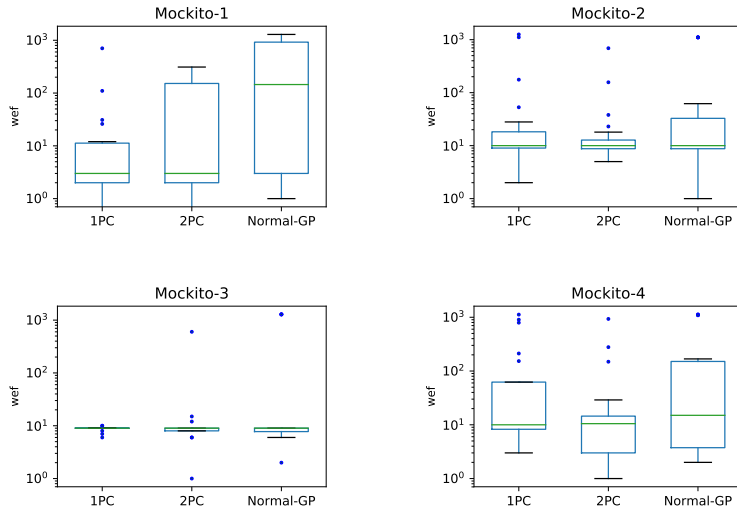 Mockito-1
10³
10²
10¹
10⁰
wef
1PC 2PC Normal-GP
Mockito-2
10³
10²
10¹
10⁰
wef
1PC 2PC Normal-GP
Mockito-3
10³
10²
10¹
10⁰
wef
1PC 2PC Normal-GP
Mockito-4
10³
10²
10¹
10⁰
wef
1PC 2PC Normal-GP